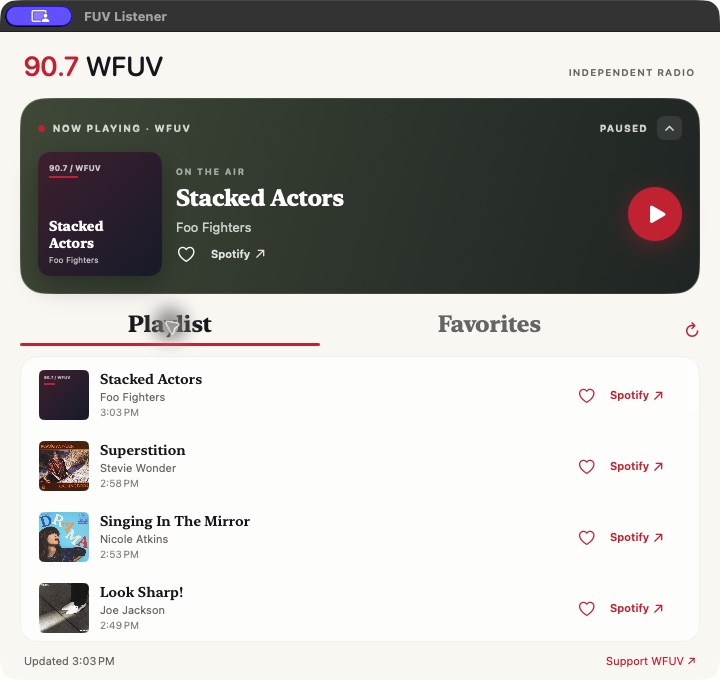 FUV Listener
90.7 WFUV
INDEPENDENT RADIO
NOW PLAYING · WFUV
PAUSED
90.7 / WFUV
Stacked
Actors
Foo Fighters
ON THE AIR
Stacked Actors
Foo Fighters
Spotify ↗
Playlist
Favorites
90.7 / WFUV
Stacked Actors
Foo Fighters
3:03 PM
Spotify ↗
Superstition
Stevie Wonder
2:58 PM
Spotify ↗
Singing In The Mirror
Nicole Atkins
2:53 PM
Spotify ↗
Look Sharp!
Joe Jackson
2:49 PM
Spotify ↗
Updated 3:03 PM
Support WFUV ↗